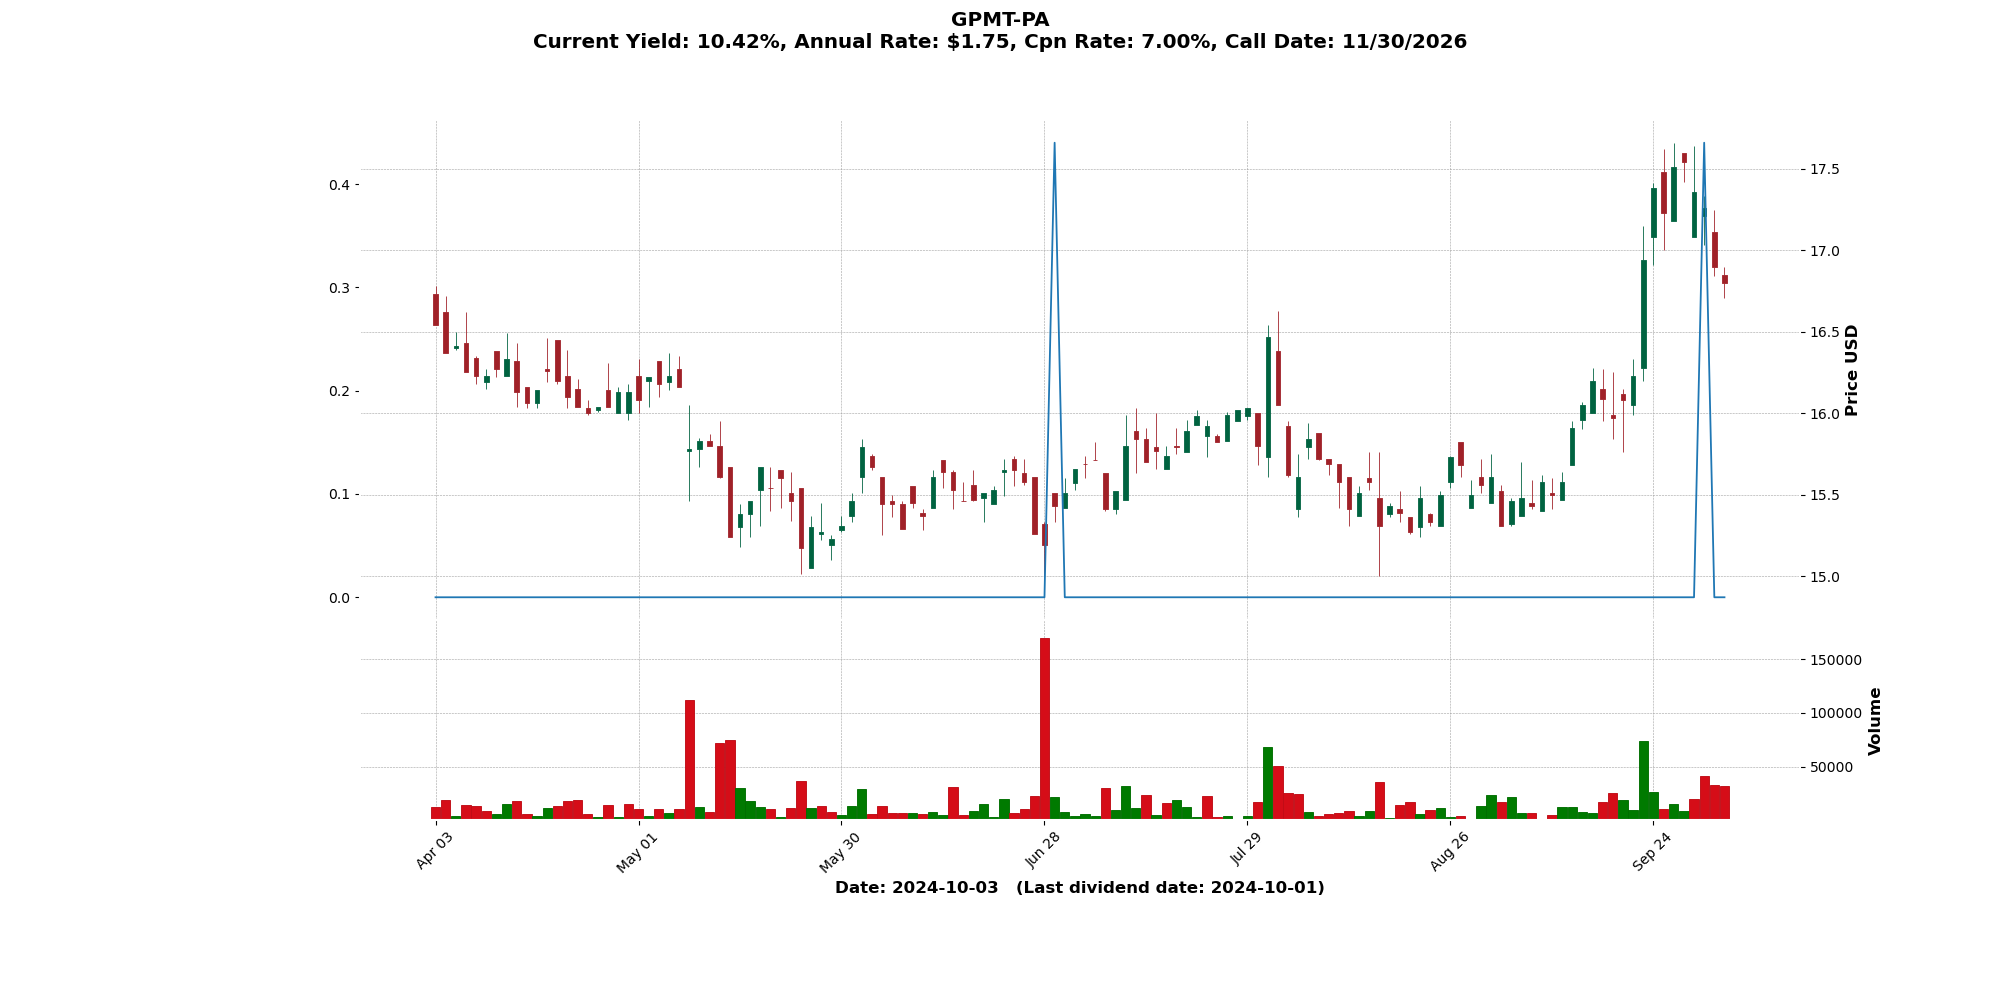 GPMT-PA
Current Yield: 10.42%, Annual Rate: $1.75, Cpn Rate: 7.00%, Call Date: 11/30/2026
0.4
0.3
0.2
0.1
0.0
17.5
17.0
16.5
16.0
15.5
15.0
Price USD
150000
100000
50000
Volume
Apr 03
May 01
May 30
Jun 28
Jul 29
Aug 26
Sep 24
Date: 2024-10-03   (Last dividend date: 2024-10-01)